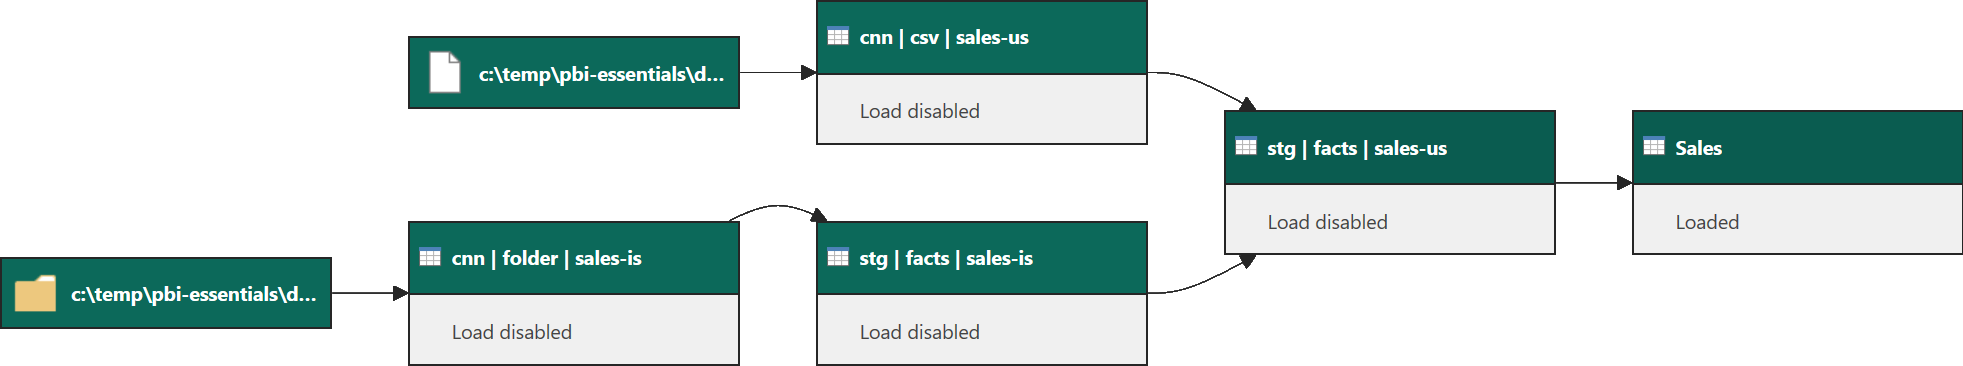 c:\temp\pbi-essentials\d...
cnn | csv | sales-us
Load disabled
stg | facts | sales-us
Load disabled
Sales
Loaded
c:\temp\pbi-essentials\d...
cnn | folder | sales-is
Load disabled
stg | facts | sales-is
Load disabled